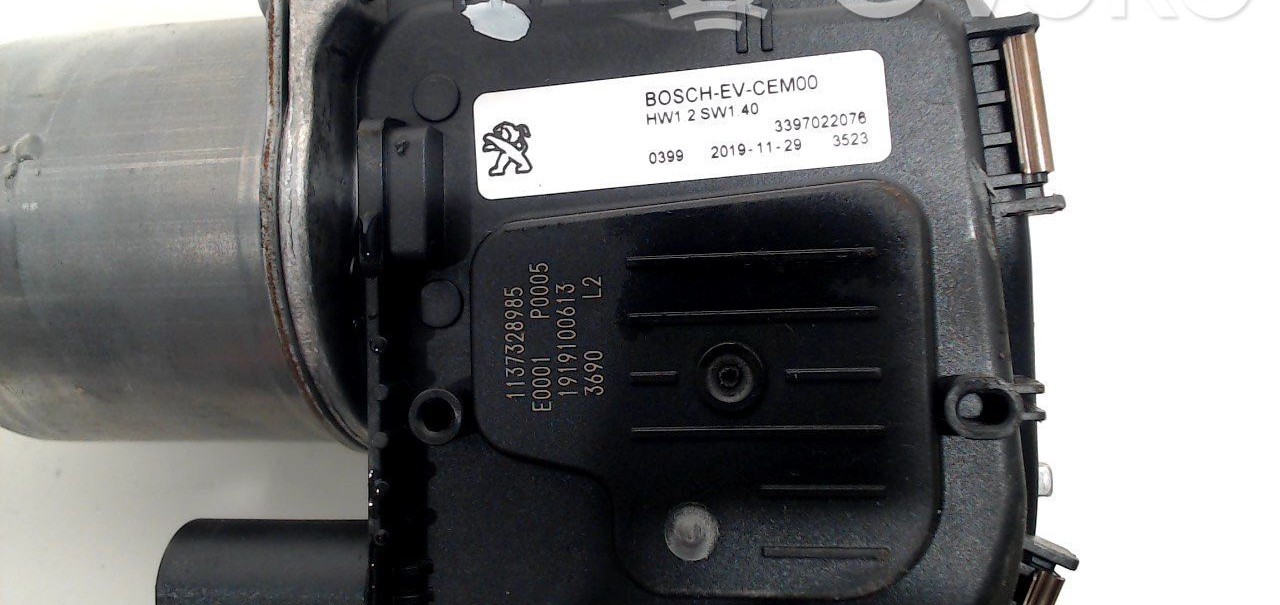 OVOKO
BOSCH-EV-CEM00
HW1.2 SW1.40
3397022076
0399 2019-11-29 3523
1137328985
E0001 P0005
1919100613
3690 L2